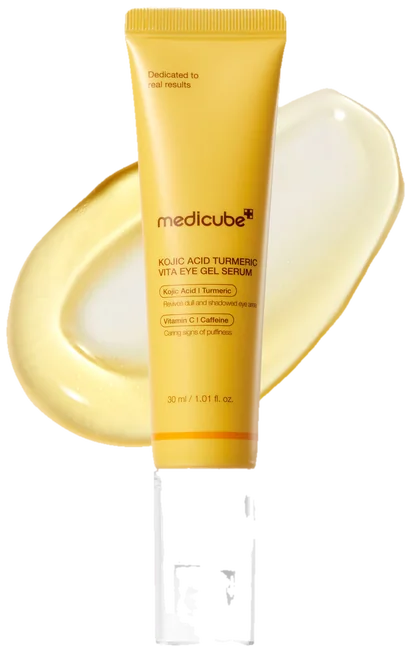 Dedicated to
real results
medicube
KOJIC ACID TURMERIC
VITA EYE GEL SERUM
Kojic Acid | Turmeric
Revives dull and shadowed eye area
Vitamin C | Caffeine
Caring signs of puffiness
30 ml / 1.01 fl. oz.